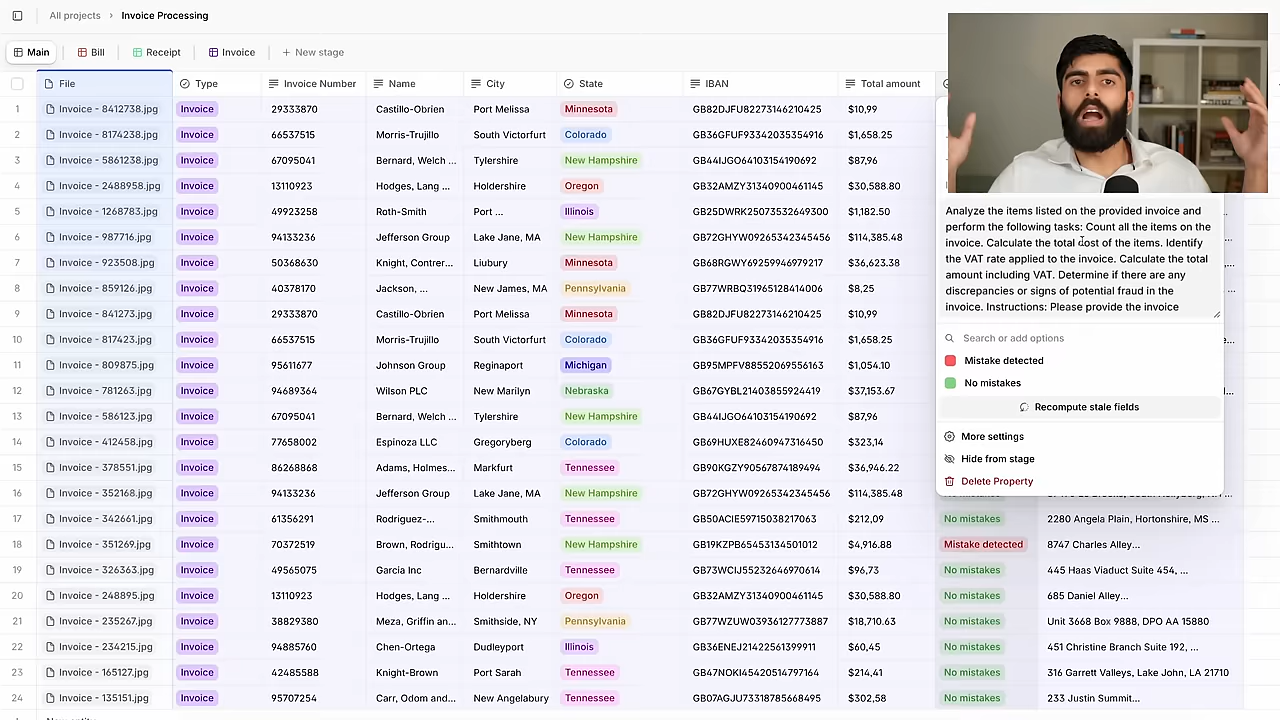 All projects › Invoice Processing
Main Bill Receipt Invoice + New stage
File Type Invoice Number Name City State IBAN Total amount
1 Invoice - 8412738.jpg Invoice 29333870 Castillo-Obrien Port Melissa Minnesota GB82DJFU82273146210425 $10,99
2 Invoice - 8174238.jpg Invoice 66537515 Morris-Trujillo South Victorfurt Colorado GB36GFUF93342035354916 $1,658.25
3 Invoice - 5861238.jpg Invoice 67095041 Bernard, Welch ... Tylershire New Hampshire GB44IJGO64103154190692 $87,96
4 Invoice - 2488958.jpg Invoice 13110923 Hodges, Lang ... Holdershire Oregon GB32AMZY31340900461145 $30,588.80
5 Invoice - 1268783.jpg Invoice 49923258 Roth-Smith Port ... Illinois GB25DWRK25073532649300 $1,182.50
6 Invoice - 987716.jpg Invoice 94133239 Jefferson Group Lake Jane, MA New Hampshire GB72GHYW09265342345456 $114,385.48
7 Invoice - 923508.jpg Invoice Knight, Contrer... Liubury Minnesota GB68RGWY69259946979217 $36,623.38
8 Invoice - 859126.jpg Invoice 40378170 Jackson, ... New James, MA Pennsylvania GB77WRBQ31965128414006 $8,25
9 Invoice - 841273.jpg Invoice 29333870 Castillo-Obrien Port Melissa Minnesota GB82DJFU82273146210425 $10,99
10 Invoice - 817423.jpg Invoice 66537515 Morris-Trujillo South Victorfurt Colorado GB36GFUF93342035354916 $1,658.25
11 Invoice - 809875.jpg Invoice 95611677 Johnson Group Reginaport Michigan GB95MPFV88552069556163 $1,054.10
12 Invoice - 781263.jpg Invoice 94689364 Wilson PLC New Marilyn Nebraska GB67GYBL21403855924419 $37,153.67
13 Invoice - 586123.jpg Invoice 67095041 Bernard, Welch ... Tylershire New Hampshire GB44IJGO64103154190692 $87,96
14 Invoice - 412458.jpg Invoice 77658002 Espinoza LLC Gregoryberg Colorado GB69HUXE82460947316050 $323,14
15 Invoice - 378551.jpg Invoice Adams, Holmes... Markfurt Tennessee GB90KGZY90567874189494 $36,946.22
16 Invoice - 352168.jpg Invoice 94133239 Jefferson Group Lake Jane, MA New Hampshire GB72GHYW09265342345456 $114,385.48
17 Invoice - 342661.jpg Invoice 61356291 Rodriguez-... Smithmouth Tennessee GB50ACIE59715038217063 $212,09 No mistakes 2280 Angela Plain, Hortonshire, MS ...
18 Invoice - 351269.jpg Invoice Brown, Rodrigu... Smithtown New Hampshire GB19KZPB65453134501012 $4,916.88 Mistake detected 8747 Charles Alley...
19 Invoice - 326363.jpg Invoice 49565075 Garcia Inc Bernardville Tennessee GB73WCIJ55232646970614 $96,73 No mistakes 445 Haas Viaduct Suite 454, ...
20 Invoice - 248895.jpg Invoice 13110923 Hodges, Lang ... Holdershire Oregon GB32AMZY31340900461145 $30,588.80 No mistakes 685 Daniel Alley...
21 Invoice - 235267.jpg Invoice 38828080 Meza, Griffin an... Smithside, NY Pennsylvania GB77WZUW03936127773887 $18,710.63 No mistakes Unit 3668 Box 9888, DPO AA 15880
22 Invoice - 234215.jpg Invoice 94885760 Chen-Ortega Dudleyport Illinois GB36ENEJ21422561399911 $60,45 No mistakes 451 Christine Branch Suite 192, ...
23 Invoice - 165127.jpg Invoice 42485388 Knight-Brown Port Sarah Tennessee GB47NOKI45420514797164 $214,41 No mistakes 316 Garrett Valleys, Lake John, LA 21710
24 Invoice - 135151.jpg Invoice 95707204 Orr, Odom and... New Angelabury Tennessee GB07AGJU73318785668495 $302,58 No mistakes 233 Justin Summit...
Analyze the items listed on the provided invoice and
perform the following tasks: Count all the items on the
invoice. Calculate the total cost of the items. Identify
the VAT rate applied to the invoice. Calculate the total
amount including VAT. Determine if there are any
discrepancies or signs of potential fraud in the
invoice. Instructions: Please provide the invoice
Search or add options
Mistake detected
No mistakes
Recompute stale fields
More settings
Hide from stage
Delete Property